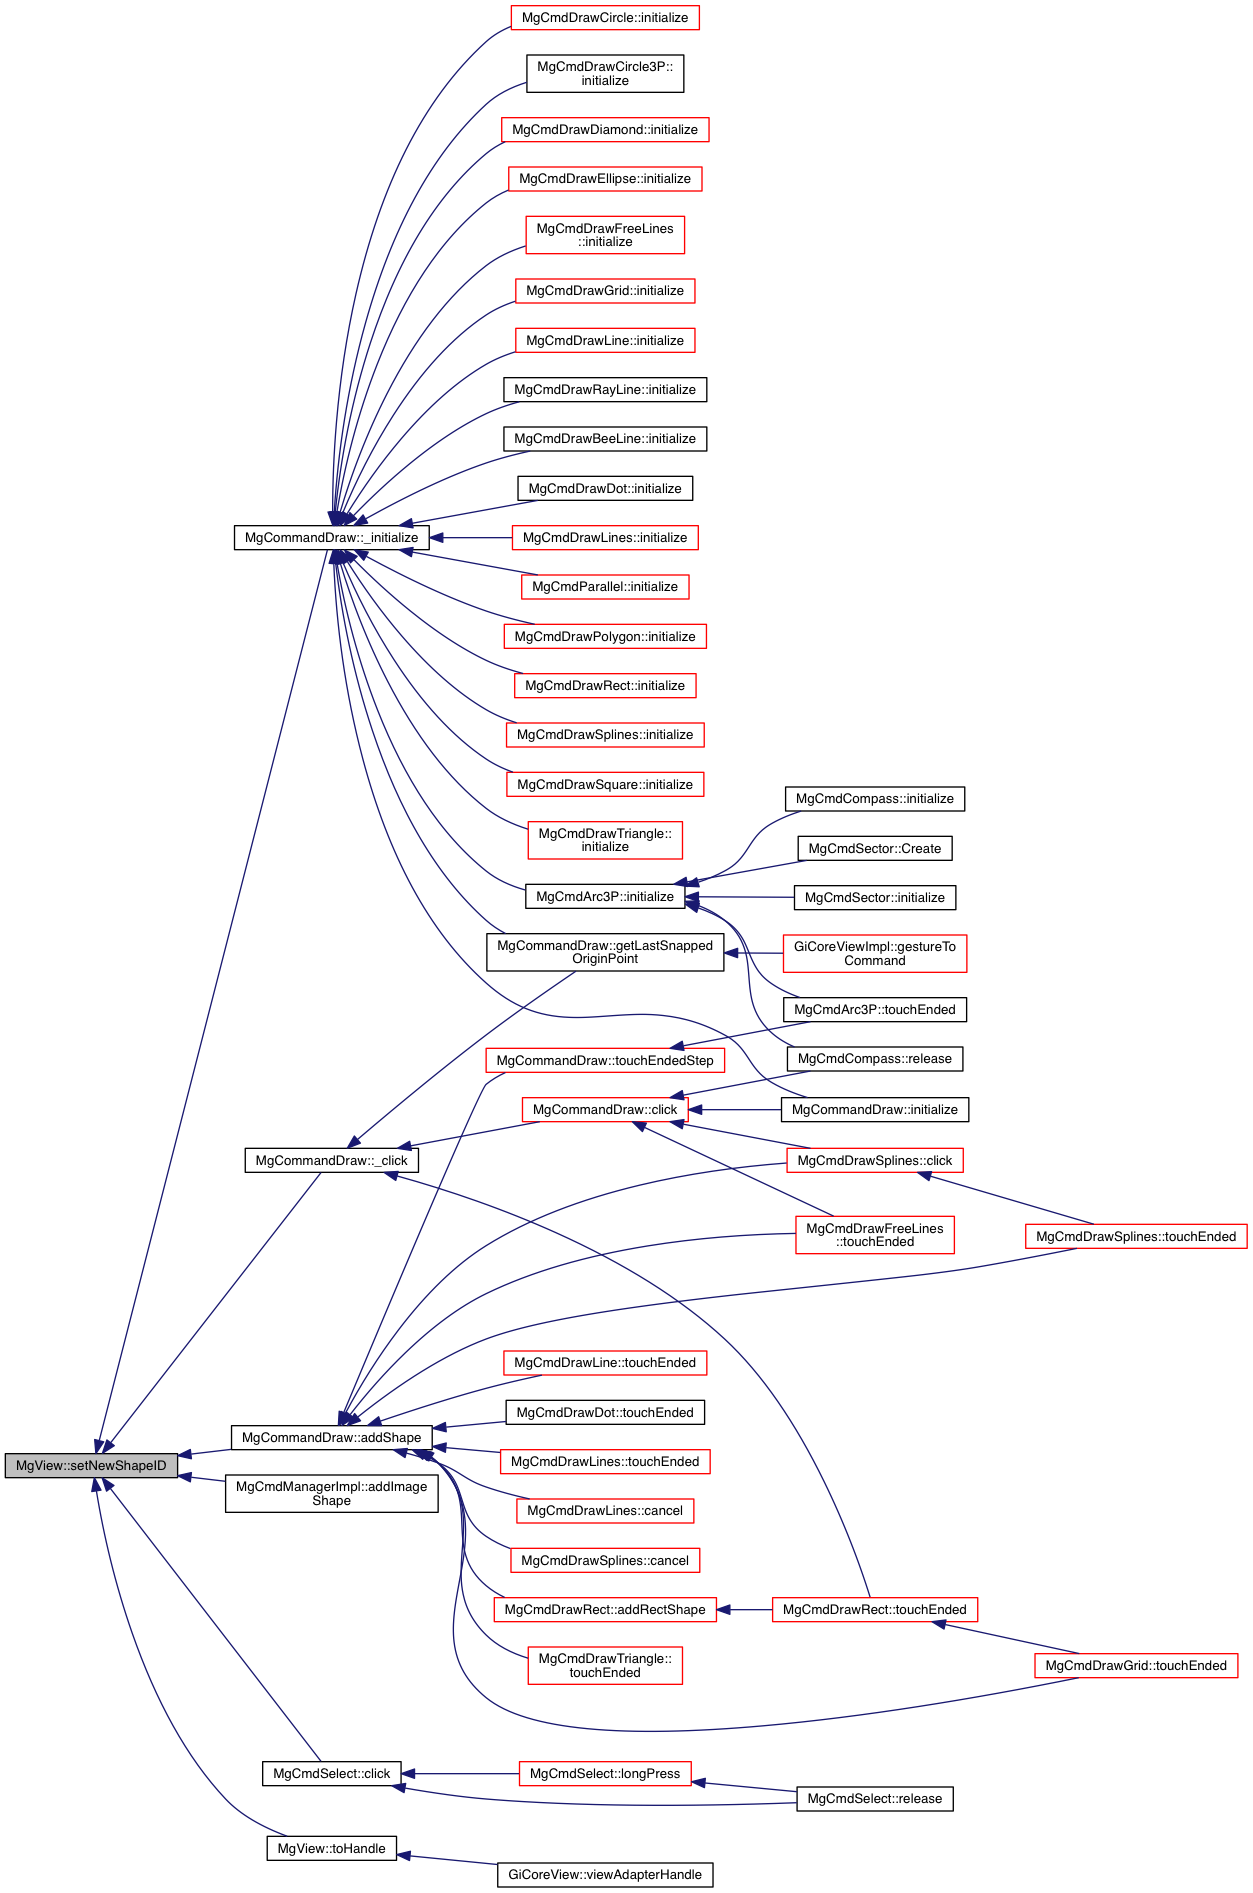 MgCmdDrawCircle::initialize
MgCmdDrawCircle3P::
initialize
MgCmdDrawDiamond::initialize
MgCmdDrawEllipse::initialize
MgCmdDrawFreeLines
::initialize
MgCmdDrawGrid::initialize
MgCmdDrawLine::initialize
MgCmdDrawRayLine::initialize
MgCmdDrawBeeLine::initialize
MgCmdDrawDot::initialize
MgCommandDraw::_initialize
MgCmdDrawLines::initialize
MgCmdParallel::initialize
MgCmdDrawPolygon::initialize
MgCmdDrawRect::initialize
MgCmdDrawSplines::initialize
MgCmdDrawSquare::initialize
MgCmdCompass::initialize
MgCmdDrawTriangle::
initialize
MgCmdSector::Create
MgCmdArc3P::initialize
MgCmdSector::initialize
MgCommandDraw::getLastSnapped
OriginPoint
GiCoreViewImpl::gestureTo
Command
MgCmdArc3P::touchEnded
MgCommandDraw::touchEndedStep
MgCmdCompass::release
MgCommandDraw::click
MgCommandDraw::initialize
MgCommandDraw::_click
MgCmdDrawSplines::click
MgCmdDrawFreeLines
::touchEnded
MgCmdDrawSplines::touchEnded
MgCmdDrawLine::touchEnded
MgCmdDrawDot::touchEnded
MgCommandDraw::addShape
MgView::setNewShapeID
MgCmdDrawLines::touchEnded
MgCmdManagerImpl::addImage
Shape
MgCmdDrawLines::cancel
MgCmdDrawSplines::cancel
MgCmdDrawRect::addRectShape
MgCmdDrawRect::touchEnded
MgCmdDrawTriangle::
touchEnded
MgCmdDrawGrid::touchEnded
MgCmdSelect::click
MgCmdSelect::longPress
MgCmdSelect::release
MgView::toHandle
GiCoreView::viewAdapterHandle